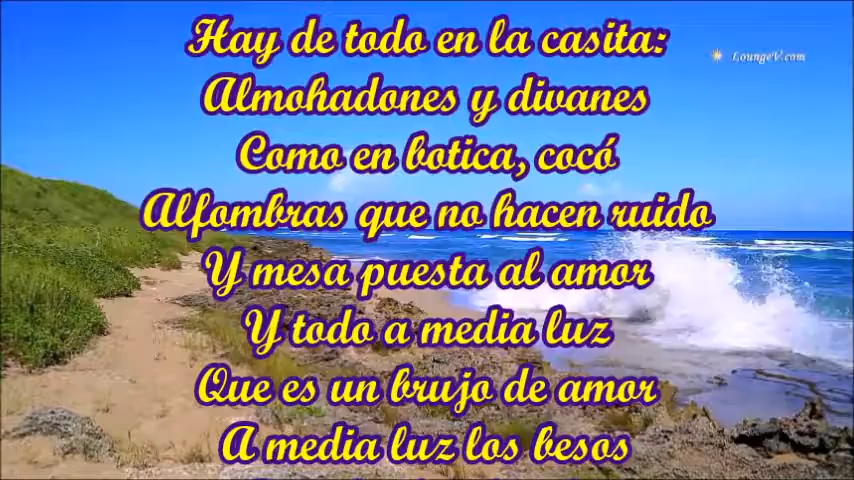 Hay de todo en la casita:
LoungeV.com
Almohadones y divanes
Como en botica, cocó
Alfombras que no hacen ruido
Y mesa puesta al amor
Y todo a media luz
Que es un brujo de amor
A media luz los besos